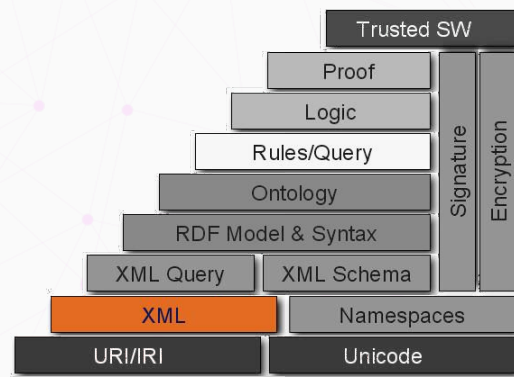 Trusted SW
Proof
Logic
Rules/Query
Ontology
RDF Model & Syntax
XML Query
XML Schema
Signature
Encryption
XML
Namespaces
URI/IRI
Unicode